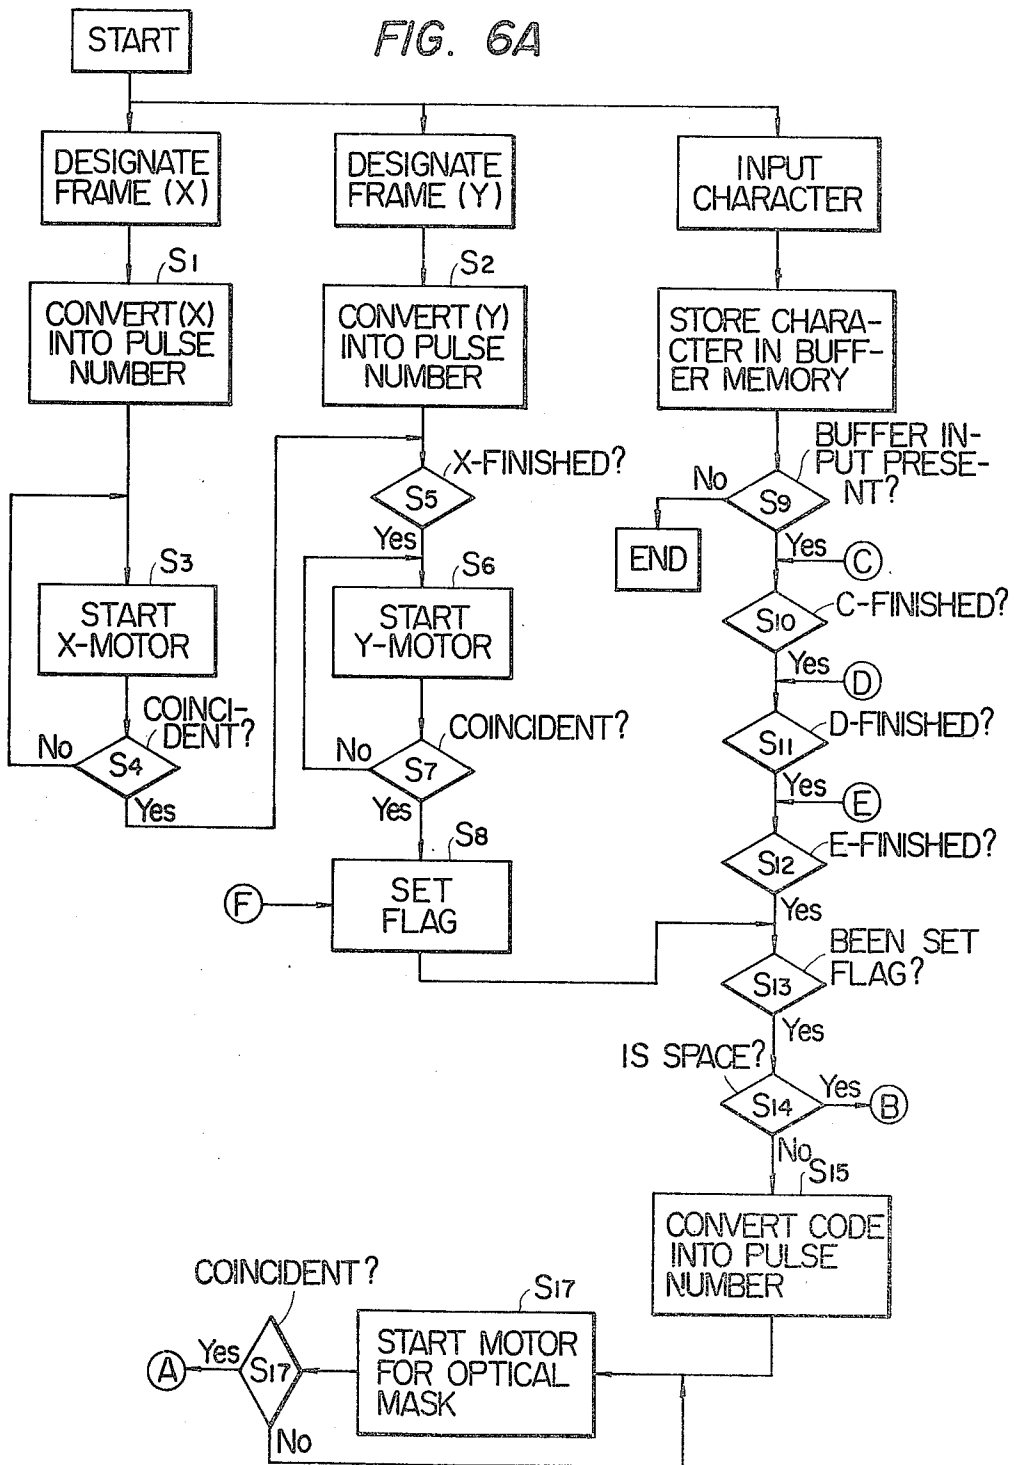 FIG. 6A
START
DESIGNATE
FRAME (X)
DESIGNATE
FRAME (Y)
INPUT
CHARACTER
S1
CONVERT (X)
INTO PULSE
NUMBER
S2
CONVERT (Y)
INTO PULSE
NUMBER
STORE CHARA-
CTER IN BUFF-
ER MEMORY
X-FINISHED?
S5
Yes
BUFFER IN-
PUT PRESE-
NT?
No
S9
Yes
END
C
S3
START
X-MOTOR
S6
START
Y-MOTOR
C-FINISHED?
S10
Yes
D
COINCI-
DENT?
No
S4
Yes
COINCIDENT?
No
S7
Yes
D-FINISHED?
S11
Yes
E
S8
SET
FLAG
F
E-FINISHED?
S12
Yes
BEEN SET
FLAG?
S13
Yes
IS SPACE?
S14
Yes
B
No
S15
CONVERT CODE
INTO PULSE
NUMBER
COINCIDENT?
S17
START MOTOR
FOR OPTICAL
MASK
A
Yes
S17
No